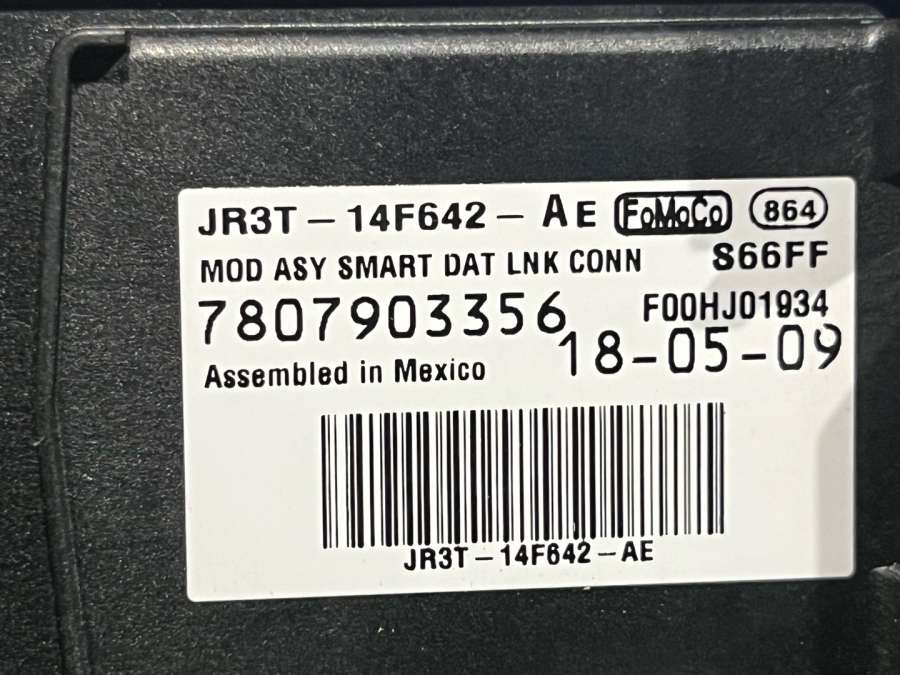 JR3T-14F642-AE FoMoCo 864
MOD ASY SMART DAT LNK CONN S66FF
7807903356 F00HJ01934
18-05-09
Assembled in Mexico
JR3T-14F642-AE